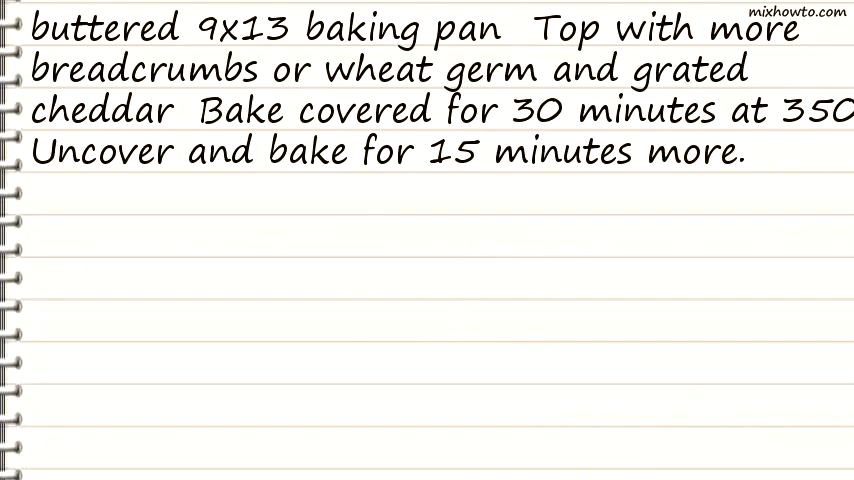 mixhowto.com
buttered 9x13 baking pan Top with more
breadcrumbs or wheat germ and grated
cheddar Bake covered for 30 minutes at 350
Uncover and bake for 15 minutes more.